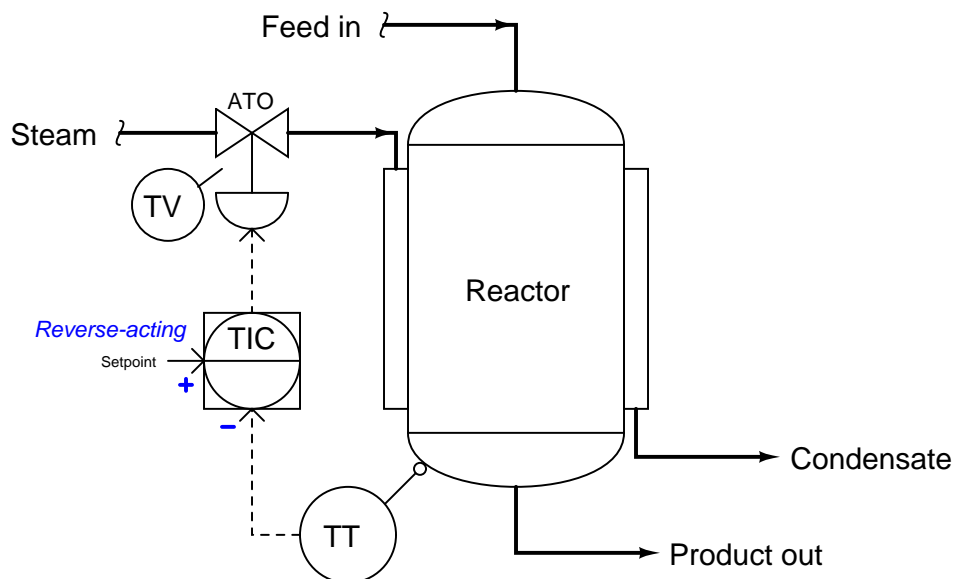 Feed in
ATO
Steam
TV
Reactor
Reverse-acting
TIC
Setpoint
+
−
Condensate
TT
Product out